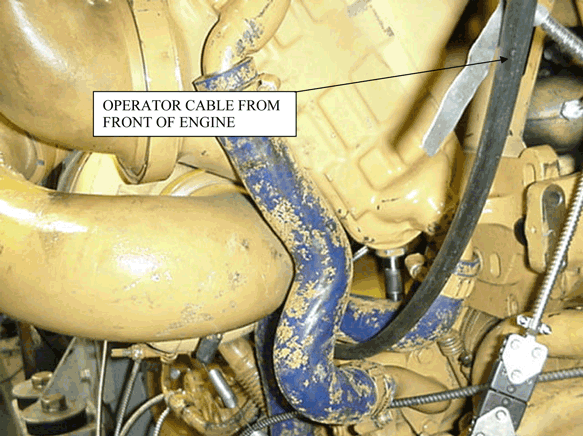 OPERATOR CABLE FROM
FRONT OF ENGINE